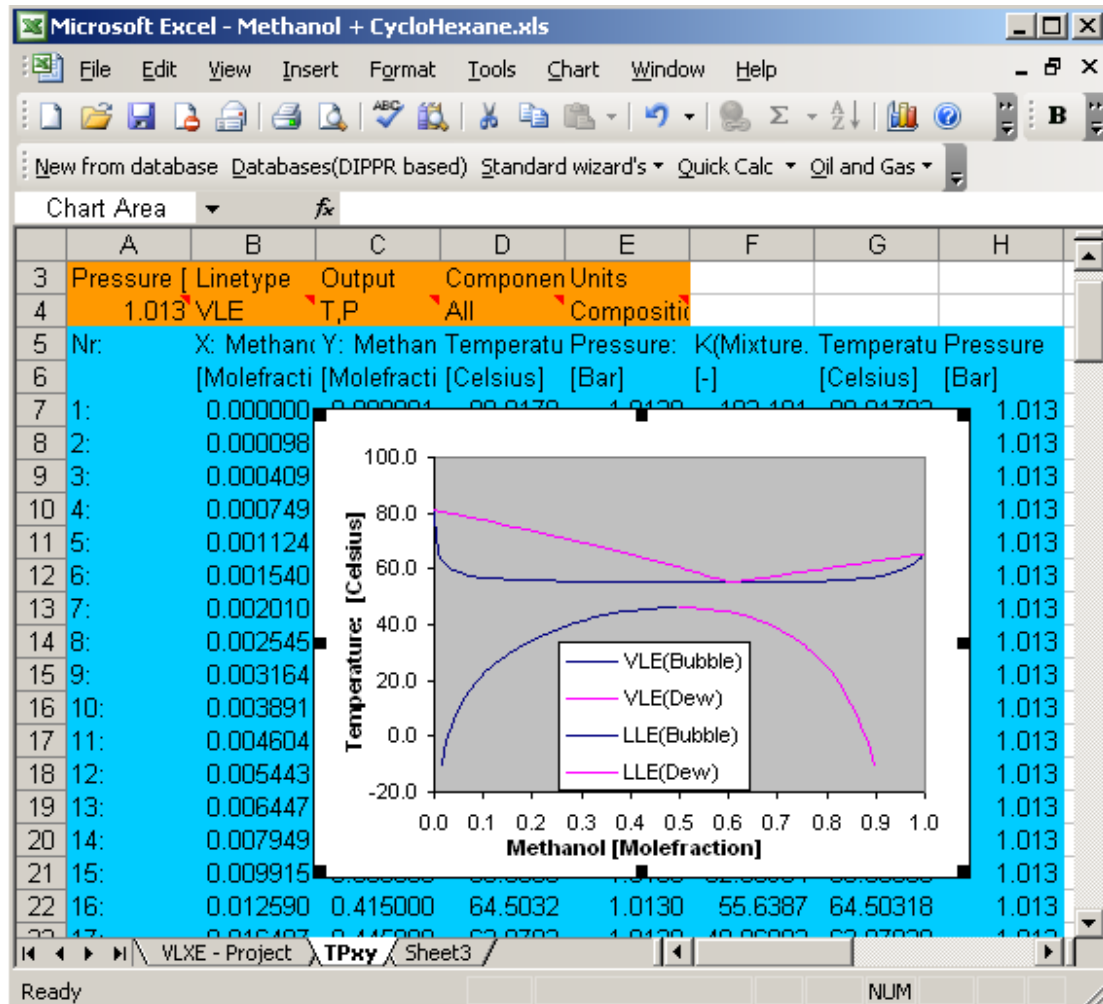 Microsoft Excel - Methanol + CycloHexane.xls
File Edit View Insert Format Tools Chart Window Help
ABC Σ A Z B
New from database Databases(DIPPR based) Standard wizard's Quick Calc Oil and Gas
Chart Area fx
A B C D E F G H
3 Pressure [ Linetype Output Componen Units
4 1.013 VLE T,P All Compositio
5 Nr: X: Methano Y: Methan Temperatu Pressure: K(Mixture. Temperatu Pressure
6 [Molefracti [Molefracti [Celsius] [Bar] [-] [Celsius] [Bar]
7 1: 0.000000 1.013
8 2: 0.000098 1.013
9 3: 0.000409 1.013
10 4: 0.000749 1.013
11 5: 0.001124 1.013
12 6: 0.001540 1.013
13 7: 0.002010 1.013
14 8: 0.002545 1.013
15 9: 0.003164 1.013
16 10: 0.003891 1.013
17 11: 0.004604 1.013
18 12: 0.005443 1.013
19 13: 0.006447 1.013
20 14: 0.007949 1.013
21 15: 0.009915 1.013
22 16: 0.012590 0.415000 64.5032 1.0130 55.6387 64.50318 1.013
Temperature: [Celsius]
100.0
80.0
60.0
40.0
20.0
0.0
-20.0
VLE(Bubble)
VLE(Dew)
LLE(Bubble)
LLE(Dew)
0.0 0.1 0.2 0.3 0.4 0.5 0.6 0.7 0.8 0.9 1.0
Methanol [Molefraction]
VLXE - Project TPxy Sheet3
Ready NUM